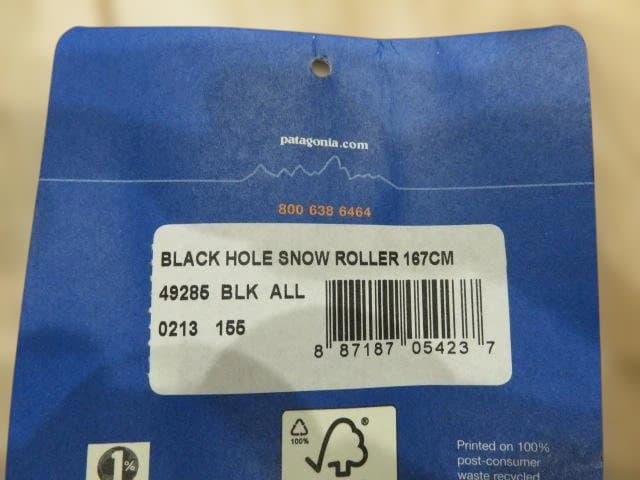 patagonia.com
800 638 6464
BLACK HOLE SNOW ROLLER 167CM
49285 BLK ALL
0213 155
8 87187 05423 7
100%
®
1%
Printed on 100%
post-consumer
waste recycled